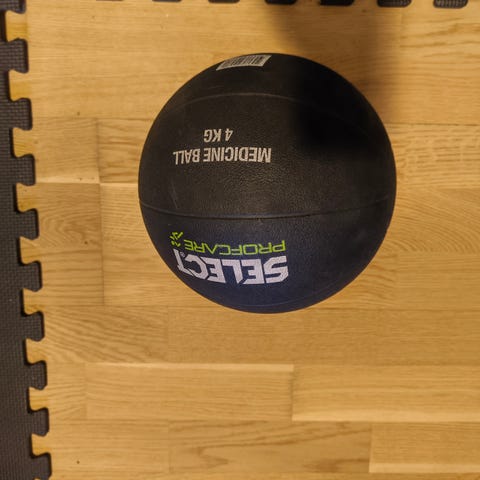 SELECT
PROFCARE
MEDICINE BALL
4 KG